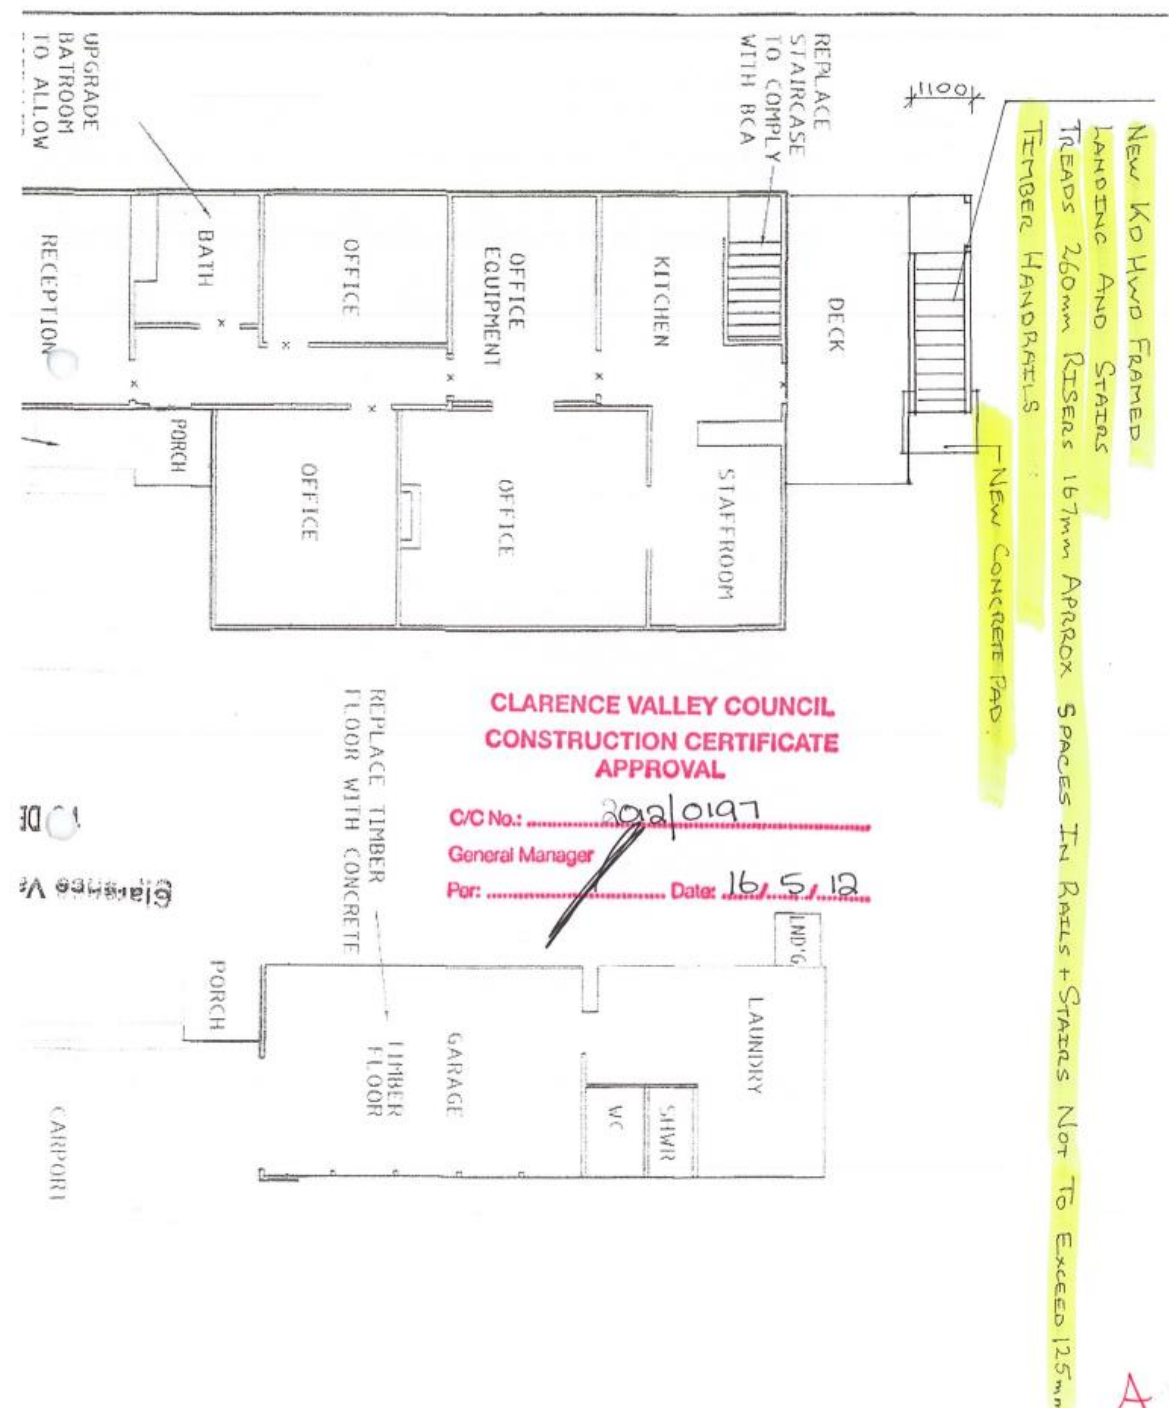 NEW KD HWD FRAMED
LANDING AND STAIRS
TREADS 260mm RISERS 167mm APRROX SPACES IN RAILS + STAIRS NOT TO EXCEED 125mm
TIMBER HANDRAILS
NEW CONCRETE PAD
1100
REPLACE
STAIRCASE
TO COMPLY
WITH BCA
UPGRADE
BATROOM
TO ALLOW
DECK
KITCHEN
OFFICE
EQUIPMENT
OFFICE
BATH
RECEPTION
STAFFROOM
OFFICE
OFFICE
PORCH
CLARENCE VALLEY COUNCIL
CONSTRUCTION CERTIFICATE
APPROVAL
C/C No.: 2012/0197
General Manager
Per: Date: 16/5/12
REPLACE TIMBER
FLOOR WITH CONCRETE
LND'G
LAUNDRY
SHWR
WC
GARAGE
TIMBER
FLOOR
PORCH
CARPORT
A